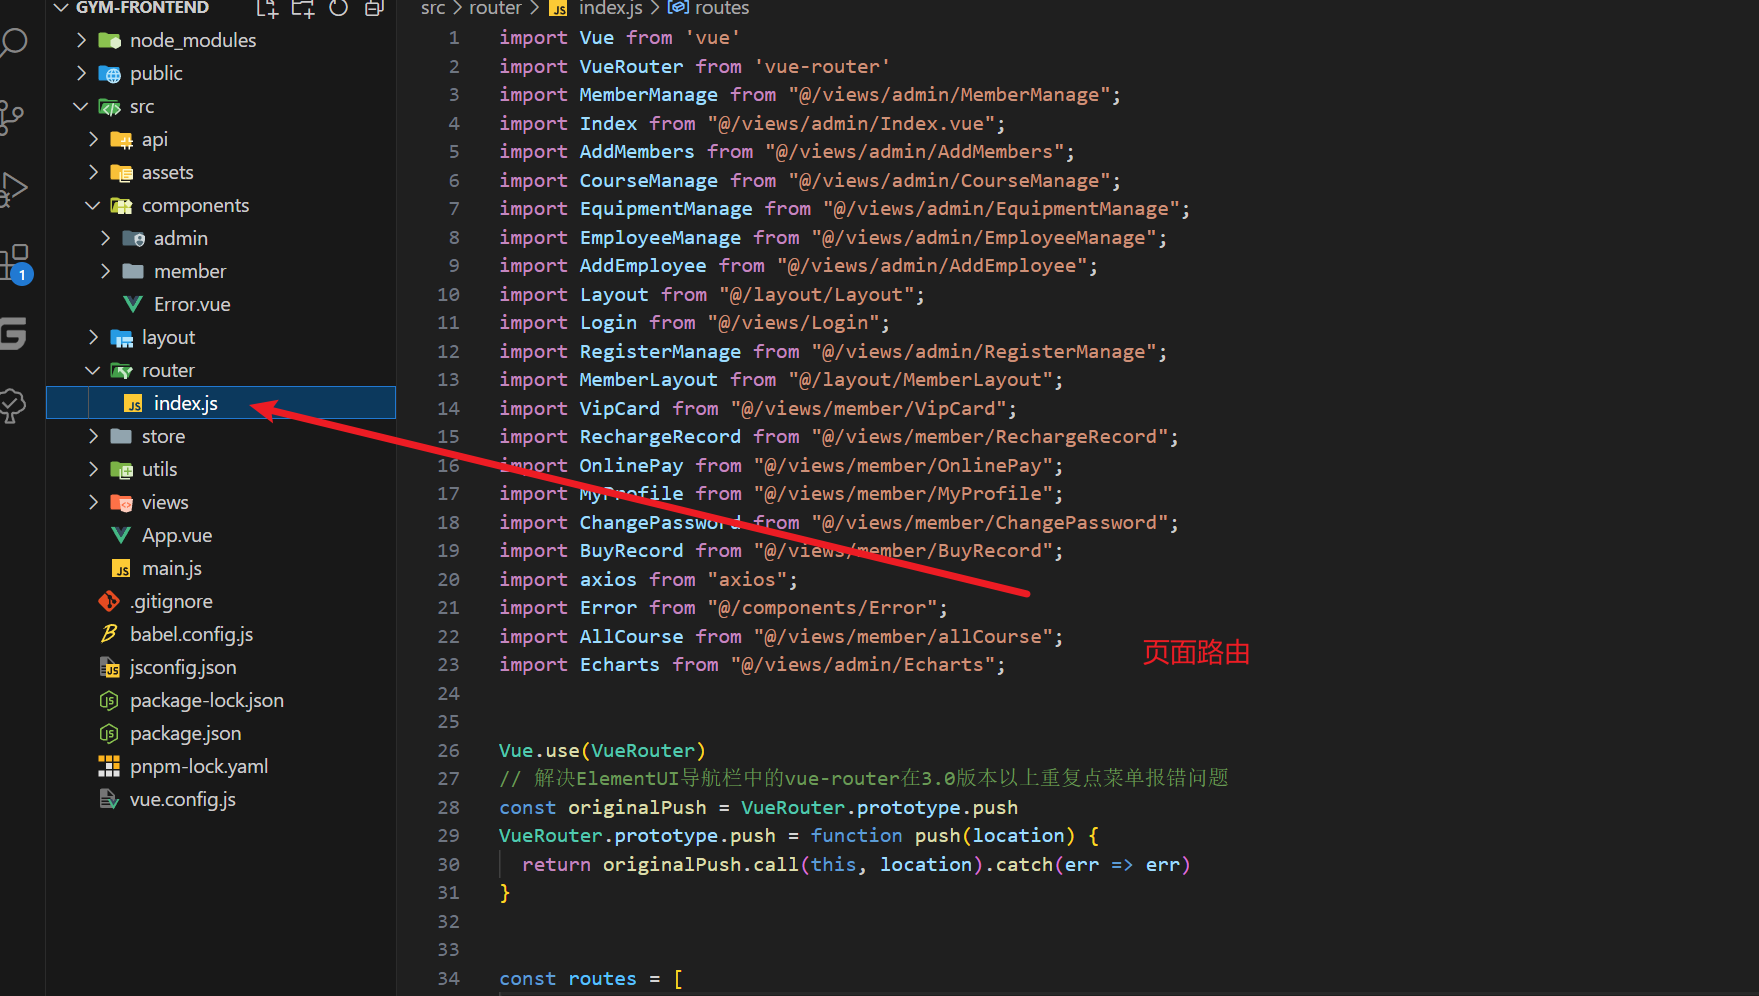 GYM-FRONTEND
node_modules
public
src
api
assets
components
admin
member
Error.vue
layout
router
index.js
store
utils
views
App.vue
main.js
.gitignore
babel.config.js
jsconfig.json
package-lock.json
package.json
pnpm-lock.yaml
vue.config.js
1
src > router > JS index.js > routes
1 import Vue from 'vue'
2 import VueRouter from 'vue-router'
3 import MemberManage from "@/views/admin/MemberManage";
4 import Index from "@/views/admin/Index.vue";
5 import AddMembers from "@/views/admin/AddMembers";
6 import CourseManage from "@/views/admin/CourseManage";
7 import EquipmentManage from "@/views/admin/EquipmentManage";
8 import EmployeeManage from "@/views/admin/EmployeeManage";
9 import AddEmployee from "@/views/admin/AddEmployee";
10 import Layout from "@/layout/Layout";
11 import Login from "@/views/Login";
12 import RegisterManage from "@/views/admin/RegisterManage";
13 import MemberLayout from "@/layout/MemberLayout";
14 import VipCard from "@/views/member/VipCard";
15 import RechargeRecord from "@/views/member/RechargeRecord";
16 import OnlinePay from "@/views/member/OnlinePay";
17 import MyProfile from "@/views/member/MyProfile";
18 import ChangePassword from "@/views/member/ChangePassword";
19 import BuyRecord from "@/views/member/BuyRecord";
20 import axios from "axios";
21 import Error from "@/components/Error";
22 import AllCourse from "@/views/member/allCourse";
23 import Echarts from "@/views/admin/Echarts";
页面路由
24
25
26 Vue.use(VueRouter)
27 // 解决ElementUI导航栏中的vue-router在3.0版本以上重复点菜单报错问题
28 const originalPush = VueRouter.prototype.push
29 VueRouter.prototype.push = function push(location) {
30 return originalPush.call(this, location).catch(err => err)
31 }
32
33
34 const routes = [